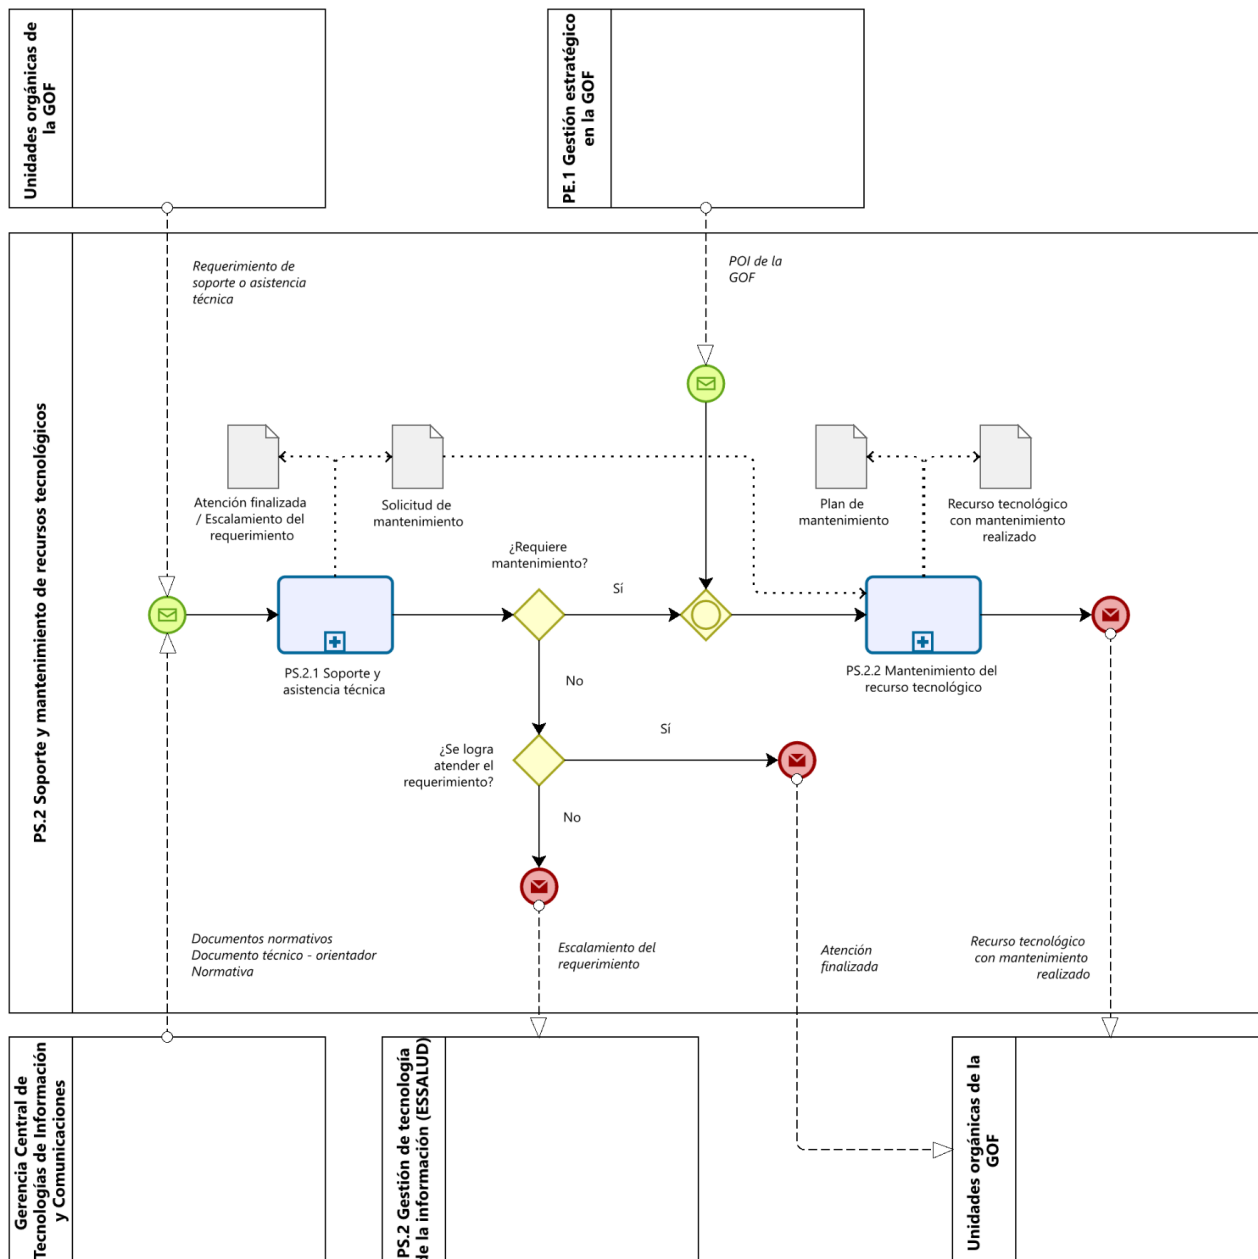 Unidades orgánicas de
la GOF
PE.1 Gestión estratégico
en la GOF
PS.2 Soporte y mantenimiento de recursos tecnológicos
Requerimiento de
soporte o asistencia
técnica
POI de la
GOF
Atención finalizada
/ Escalamiento del
requerimiento
Solicitud de
mantenimiento
Plan de
mantenimiento
Recurso tecnológico
con mantenimiento
realizado
¿Requiere
mantenimiento?
Sí
PS.2.1 Soporte y
asistencia técnica
PS.2.2 Mantenimiento del
recurso tecnológico
No
Sí
¿Se logra
atender el
requerimiento?
No
Documentos normativos
Documento técnico - orientador
Normativa
Escalamiento del
requerimiento
Atención
finalizada
Recurso tecnológico
con mantenimiento
realizado
Gerencia Central de
Tecnologías de Información
y Comunicaciones
PS.2 Gestión de tecnología
de la información (ESSALUD)
Unidades orgánicas de la
GOF